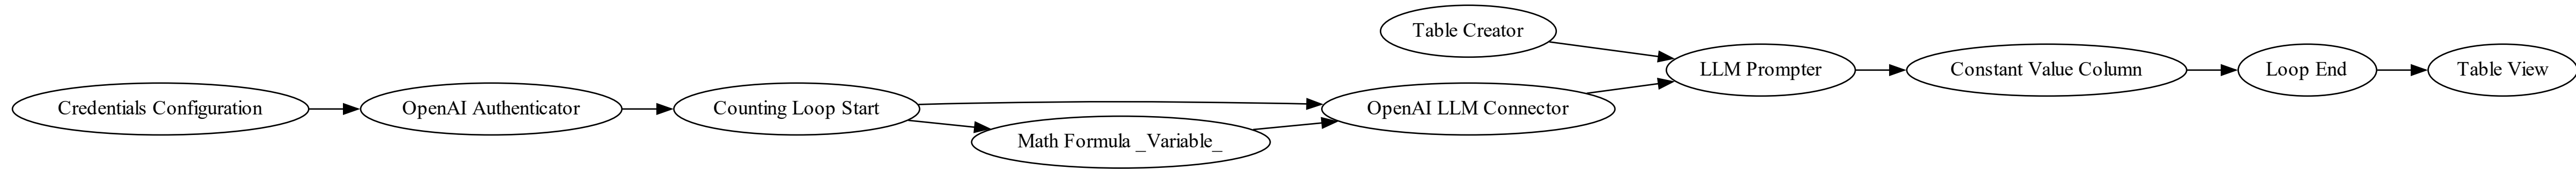 Credentials Configuration
OpenAI Authenticator
Counting Loop Start
Math Formula _Variable_
Table Creator
OpenAI LLM Connector
LLM Prompter
Constant Value Column
Loop End
Table View